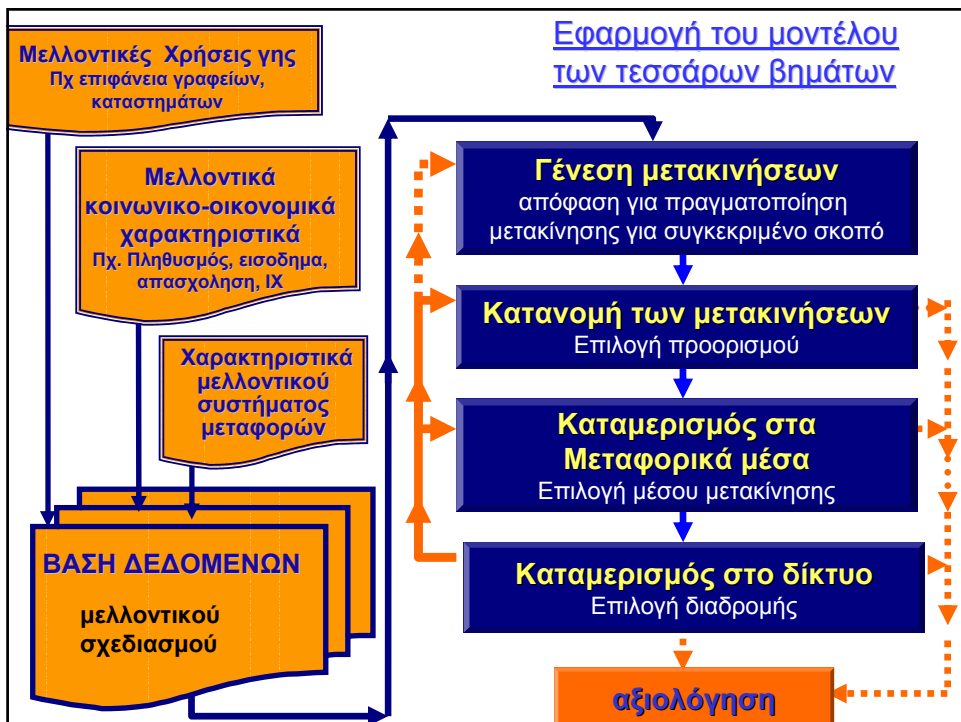 Εφαρμογή του μοντέλου
των τεσσάρων βημάτων
Μελλοντικές Χρήσεις γης
Πχ επιφάνεια γραφείων,
καταστημάτων
Μελλοντικά
κοινωνικο-οικονομικά
χαρακτηριστικά
Πχ. Πληθυσμός, εισοδημα,
απασχοληση, ΙΧ
Χαρακτηριστικά
μελλοντικού
συστήματος
μεταφορών
ΒΑΣΗ ΔΕΔΟΜΕΝΩΝ
μελλοντικού
σχεδιασμού
Γένεση μετακινήσεων
απόφαση για πραγματοποίηση
μετακίνησης για συγκεκριμένο σκοπό
Κατανομή των μετακινήσεων
Επιλογή προορισμού
Καταμερισμός στα
Μεταφορικά μέσα
Επιλογή μέσου μετακίνησης
Καταμερισμός στο δίκτυο
Επιλογή διαδρομής
αξιολόγηση